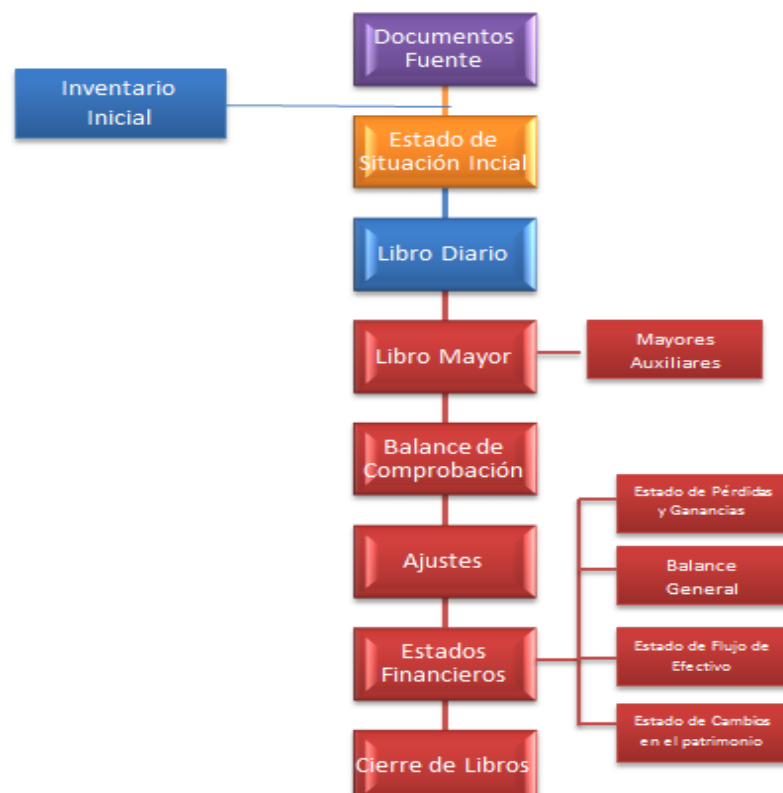 Documentos
Fuente
Inventario
Inicial
Estado de
Situación Incial
Libro Diario
Libro Mayor
Mayores
Auxiliares
Balance de
Comprobación
Ajustes
Estados
Financieros
Estado de Pérdidas
y Ganancias
Balance
General
Estado de Flujo de
Efectivo
Estado de Cambios
en el patrimonio
Cierre de Libros